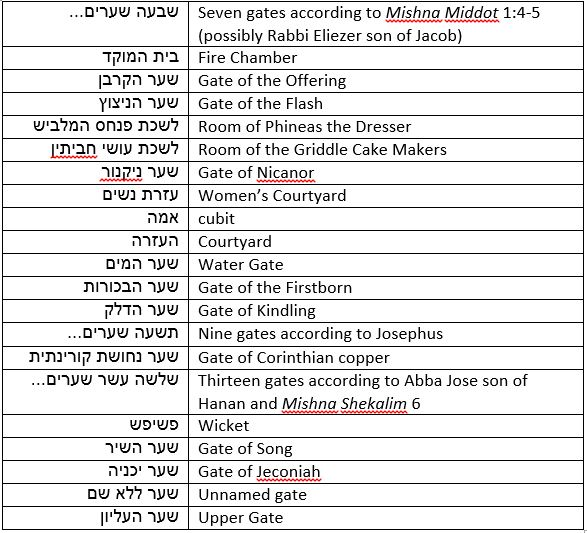 שבעה שערים... Seven gates according to Mishna Middot 1:4-5
(possibly Rabbi Eliezer son of Jacob)
בית המוקד Fire Chamber
שער הקרבן Gate of the Offering
שער הניצוץ Gate of the Flash
לשכת פנחס המלביש Room of Phineas the Dresser
לשכת עושי חביתין Room of the Griddle Cake Makers
שער ניקנור Gate of Nicanor
עזרת נשים Women’s Courtyard
אמה cubit
העזרה Courtyard
שער המים Water Gate
שער הבכורות Gate of the Firstborn
שער הדלק Gate of Kindling
תשעה שערים... Nine gates according to Josephus
שער נחושת קורינתית Gate of Corinthian copper
שלשה עשר שערים... Thirteen gates according to Abba Jose son of
Hanan and Mishna Shekalim 6
פשיפש Wicket
שער השיר Gate of Song
שער יכניה Gate of Jeconiah
שער ללא שם Unnamed gate
שער העליון Upper Gate